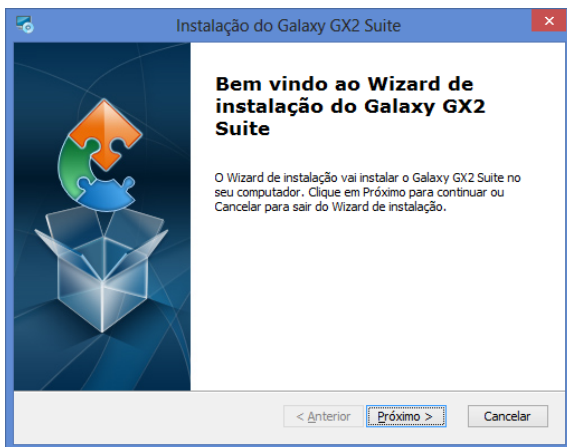 Instalação do Galaxy GX2 Suite
Bem vindo ao Wizard de
instalação do Galaxy GX2
Suite
O Wizard de instalação vai instalar o Galaxy GX2 Suite no
seu computador. Clique em Próximo para continuar ou
Cancelar para sair do Wizard de instalação.
< Anterior
Próximo >
Cancelar